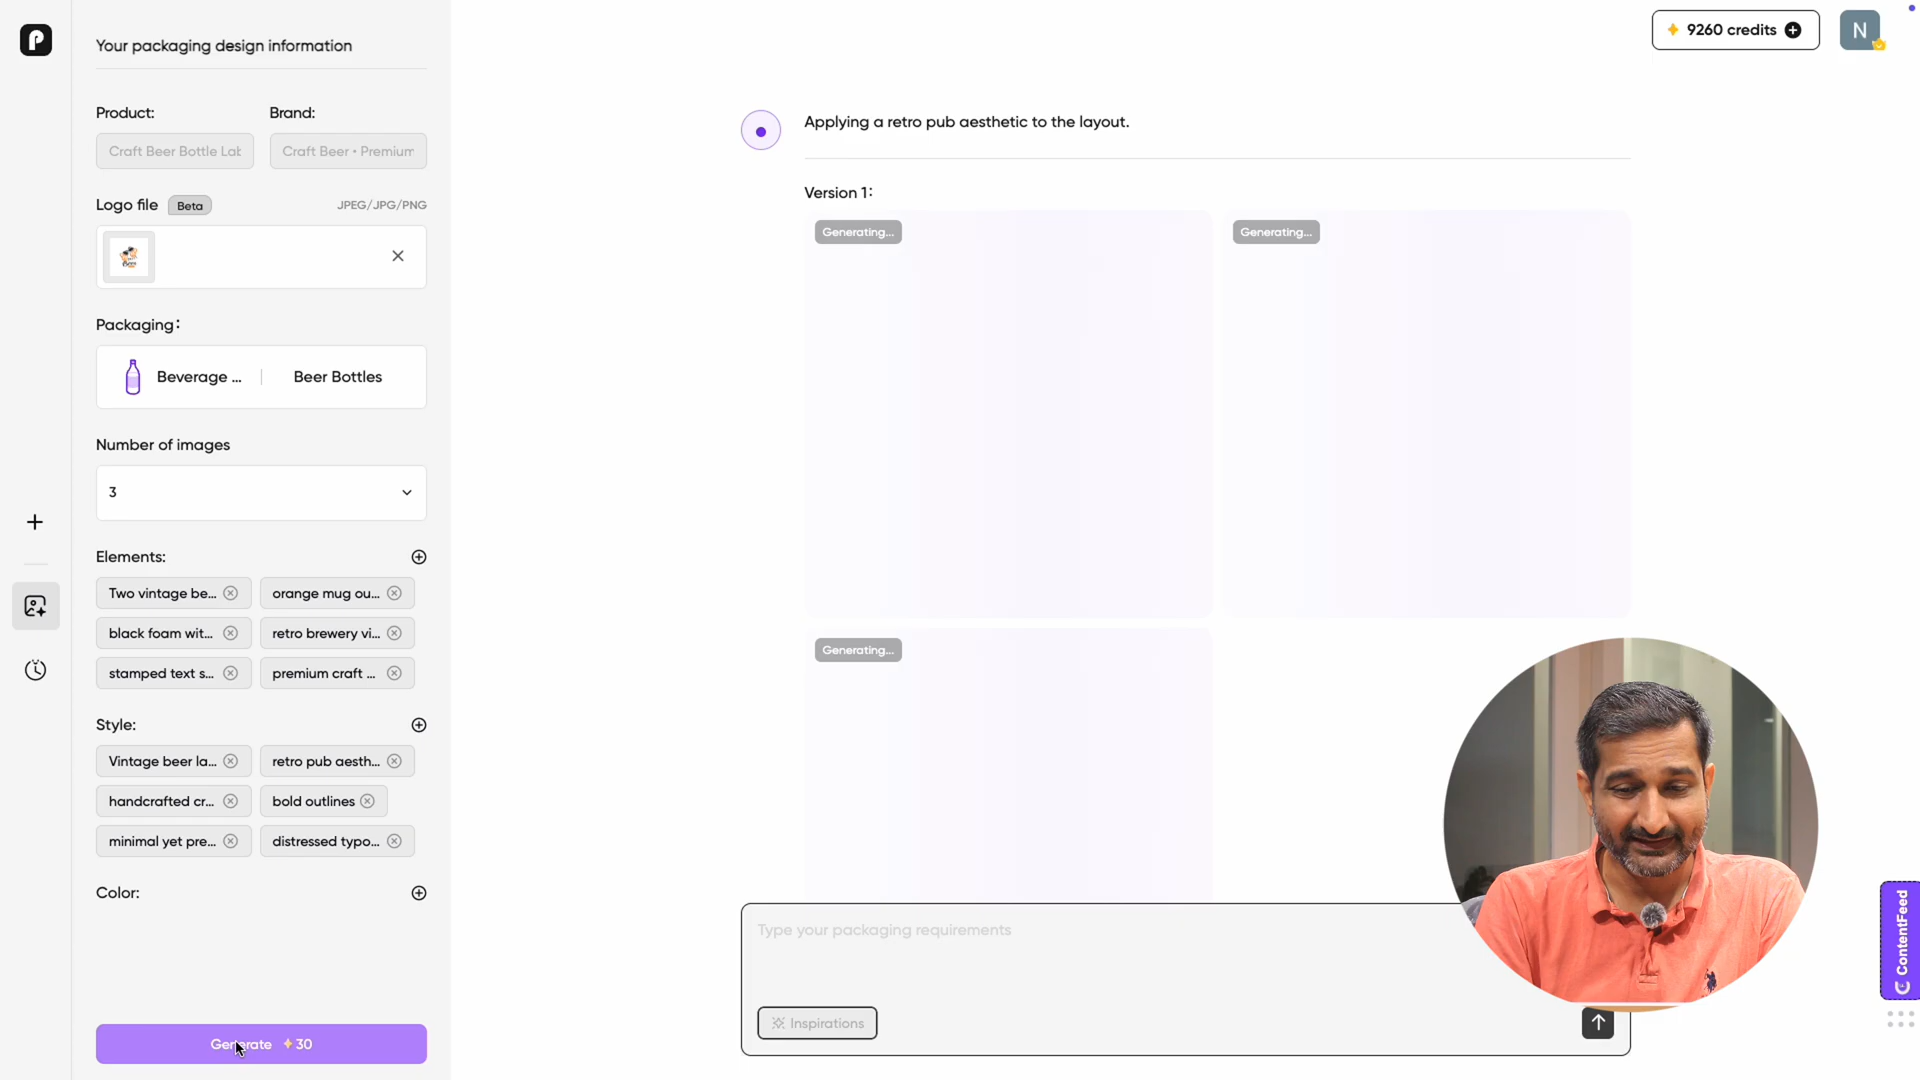 Your packaging design information
Product:
Brand:
Craft Beer Bottle Lab
Craft Beer • Premium
Logo file
Beta
JPEG/JPG/PNG
Packaging:
Beverage ...
Beer Bottles
Number of images
3
Elements:
Two vintage be...
orange mug ou...
black foam wit...
retro brewery vi...
stamped text s...
premium craft ...
Style:
Vintage beer la...
retro pub aesth...
handcrafted cr...
bold outlines
minimal yet pre...
distressed typo...
Color:
Generate 30
9260 credits
N
Applying a retro pub aesthetic to the layout.
Version 1:
Generating...
Generating...
Generating...
Type your packaging requirements
Inspirations
ContentFeed